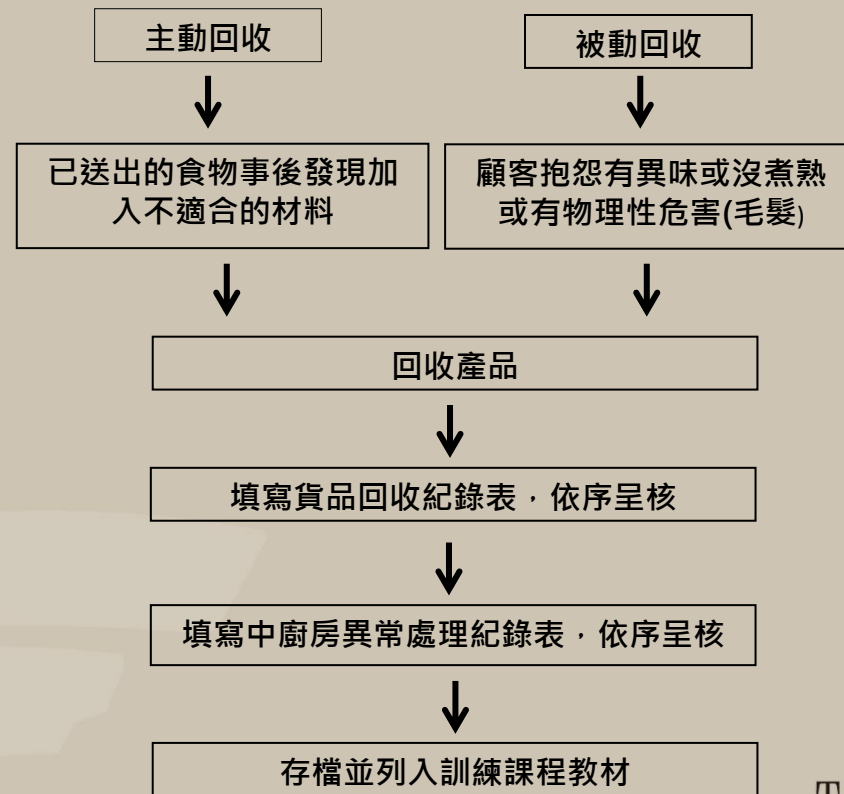 主動回收
被動回收
已送出的食物事後發現加
入不適合的材料
顧客抱怨有異味或沒煮熟
或有物理性危害(毛髮)
回收產品
填寫貨品回收紀錄表，依序呈核
填寫中廚房異常處理紀錄表，依序呈核
存檔並列入訓練課程教材